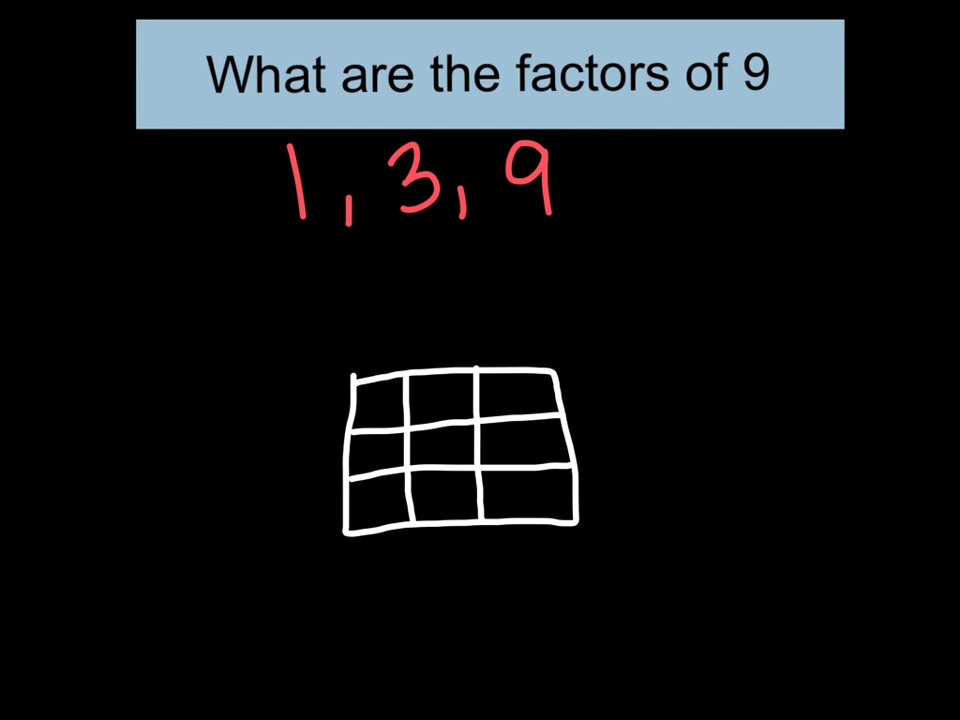 What are the factors of 9
1, 3, 9